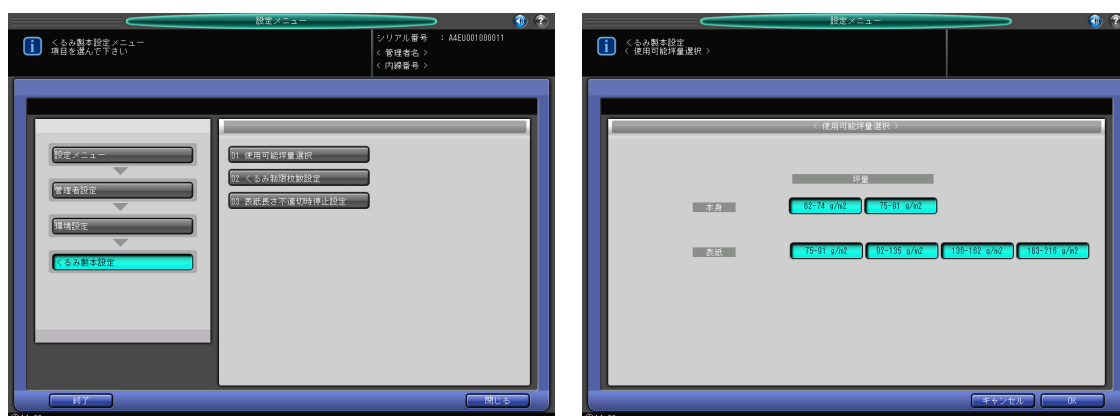 設定メニュー
くるみ製本設定メニュー
項目を選んで下さい
シリアル番号 : A4EU001000011
< 管理者名 >
< 内線番号 >
設定メニュー
管理者設定
環境設定
くるみ製本設定
01 使用可能坪量選択
02 くるみ制限枚数設定
03 表紙長さ不適切時停止設定
終了
閉じる
設定メニュー
くるみ製本設定
< 使用可能坪量選択 >
< 使用可能坪量選択 >
坪量
本身 62-74 g/m2 75-91 g/m2
表紙 75-91 g/m2 92-135 g/m2 136-162 g/m2 163-216 g/m2
キャンセル OK